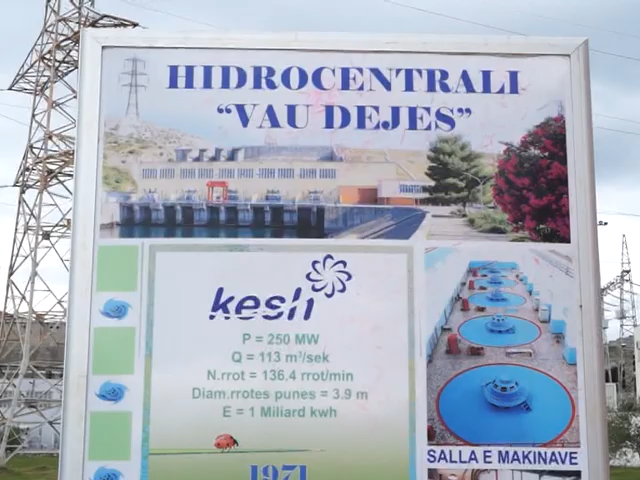 HIDROCENTRALI
“VAU DEJES”
kesh
P = 250 MW
Q = 113 m³/sek
N.rrot = 136.4 rrot/min
Diam.rrotes punes = 3.9 m
E = 1 Miliard kwh
1971
SALLA E MAKINAVE